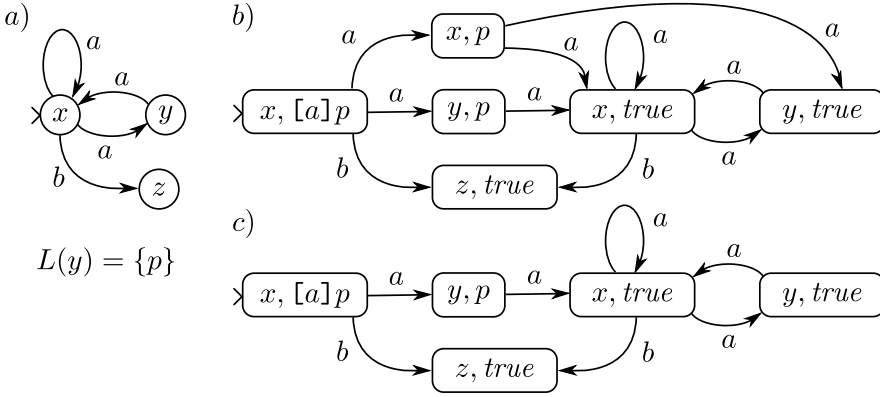 a)
a
x
a
y
a
b
z
L(y) = {p}
b)
a
x, p
a
a
a
x, [a]p
a
y, p
a
x, true
a
y, true
a
b
z, true
b
c)
a
x, [a]p
a
y, p
a
x, true
a
y, true
a
b
z, true
b